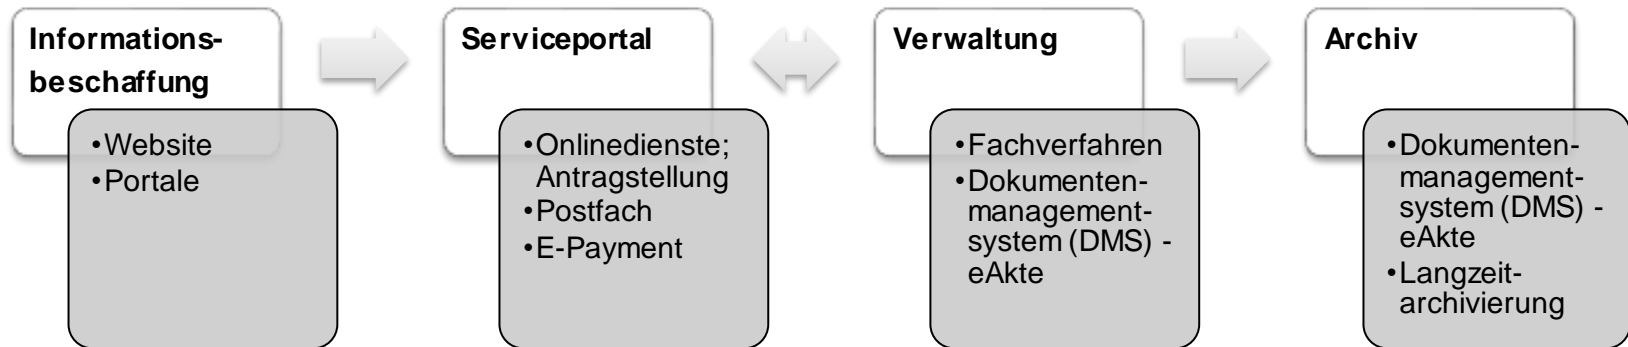 Informations-
beschaffung
•Website
•Portale
Serviceportal
•Onlinedienste;
Antragstellung
•Postfach
•E-Payment
Verwaltung
•Fachverfahren
•Dokumenten-
management-
system (DMS) -
eAkte
Archiv
•Dokumenten-
management-
system (DMS) -
eAkte
•Langzeit-
archivierung